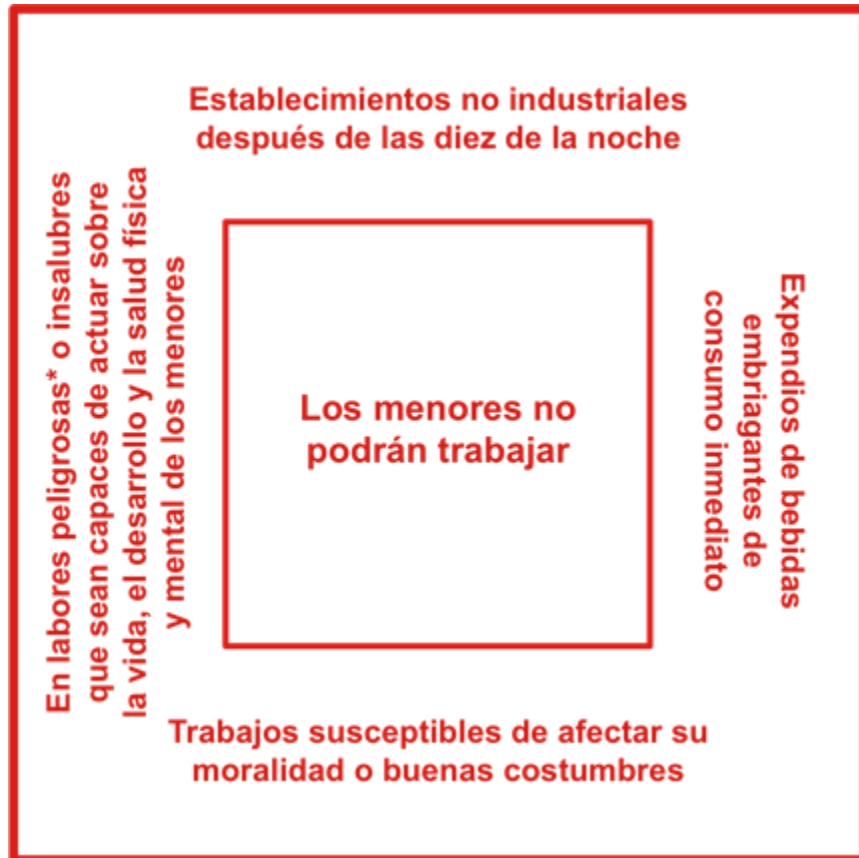 Establecimientos no industriales
después de las diez de la noche
En labores peligrosas* o insalubres
que sean capaces de actuar sobre
la vida, el desarrollo y la salud física
y mental de los menores
Los menores no
podrán trabajar
Expendios de bebidas
embriagantes de
consumo inmediato
Trabajos susceptibles de afectar su
moralidad o buenas costumbres